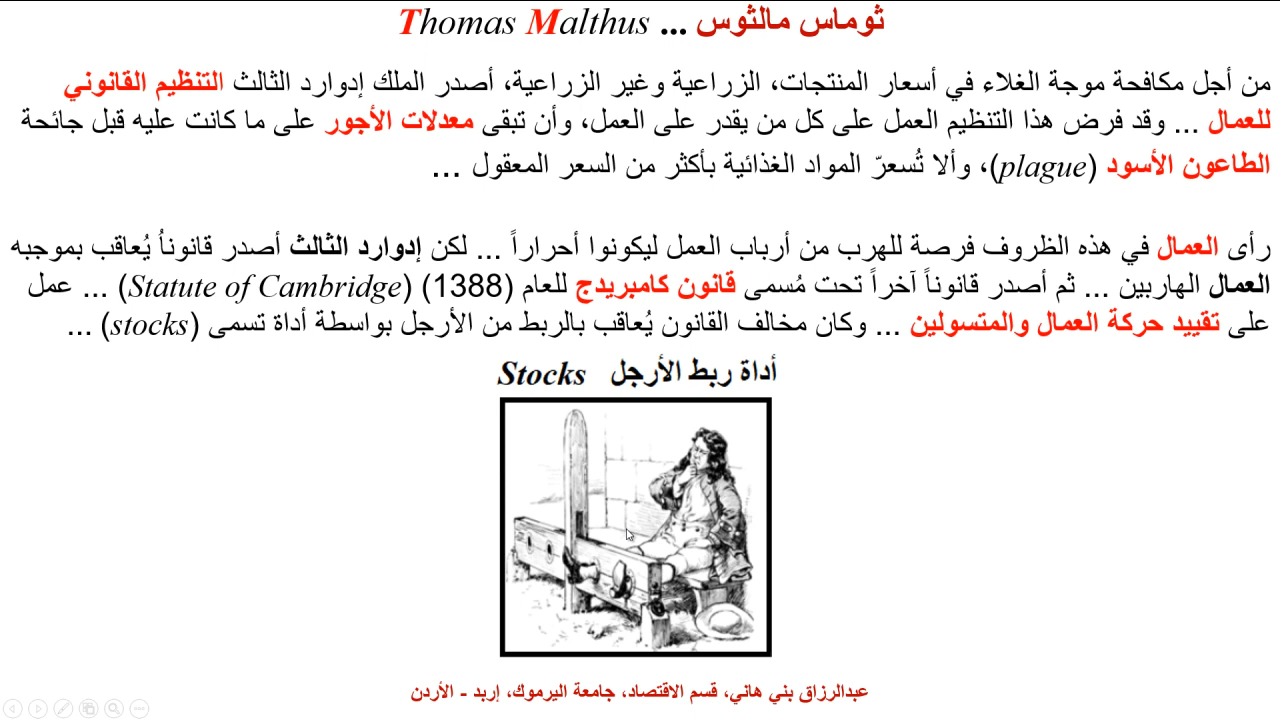 ثوماس مالثوس ... Thomas Malthus
من أجل مكافحة موجة الغلاء في أسعار المنتجات، الزراعية وغير الزراعية، أصدر الملك إدوارد الثالث التنظيم القانوني
للعمال ... وقد فرض هذا التنظيم العمل على كل من يقدر على العمل، وأن تبقى معدلات الأجور على ما كانت عليه قبل جائحة
الطاعون الأسود (plague)، وألا تُسعرّ المواد الغذائية بأكثر من السعر المعقول ...
رأى العمال في هذه الظروف فرصة للهرب من أرباب العمل ليكونوا أحراراً ... لكن إدوارد الثالث أصدر قانوناُ يُعاقب بموجبه
العمال الهاربين ... ثم أصدر قانوناً آخراً تحت مُسمى قانون كامبريدج للعام (1388) (Statute of Cambridge) ... عمل
على تقييد حركة العمال والمتسولين ... وكان مخالف القانون يُعاقب بالربط من الأرجل بواسطة أداة تسمى (stocks) ...
أداة ربط الأرجل Stocks
عبدالرزاق بني هاني، قسم الاقتصاد، جامعة اليرموك، إربد - الأردن